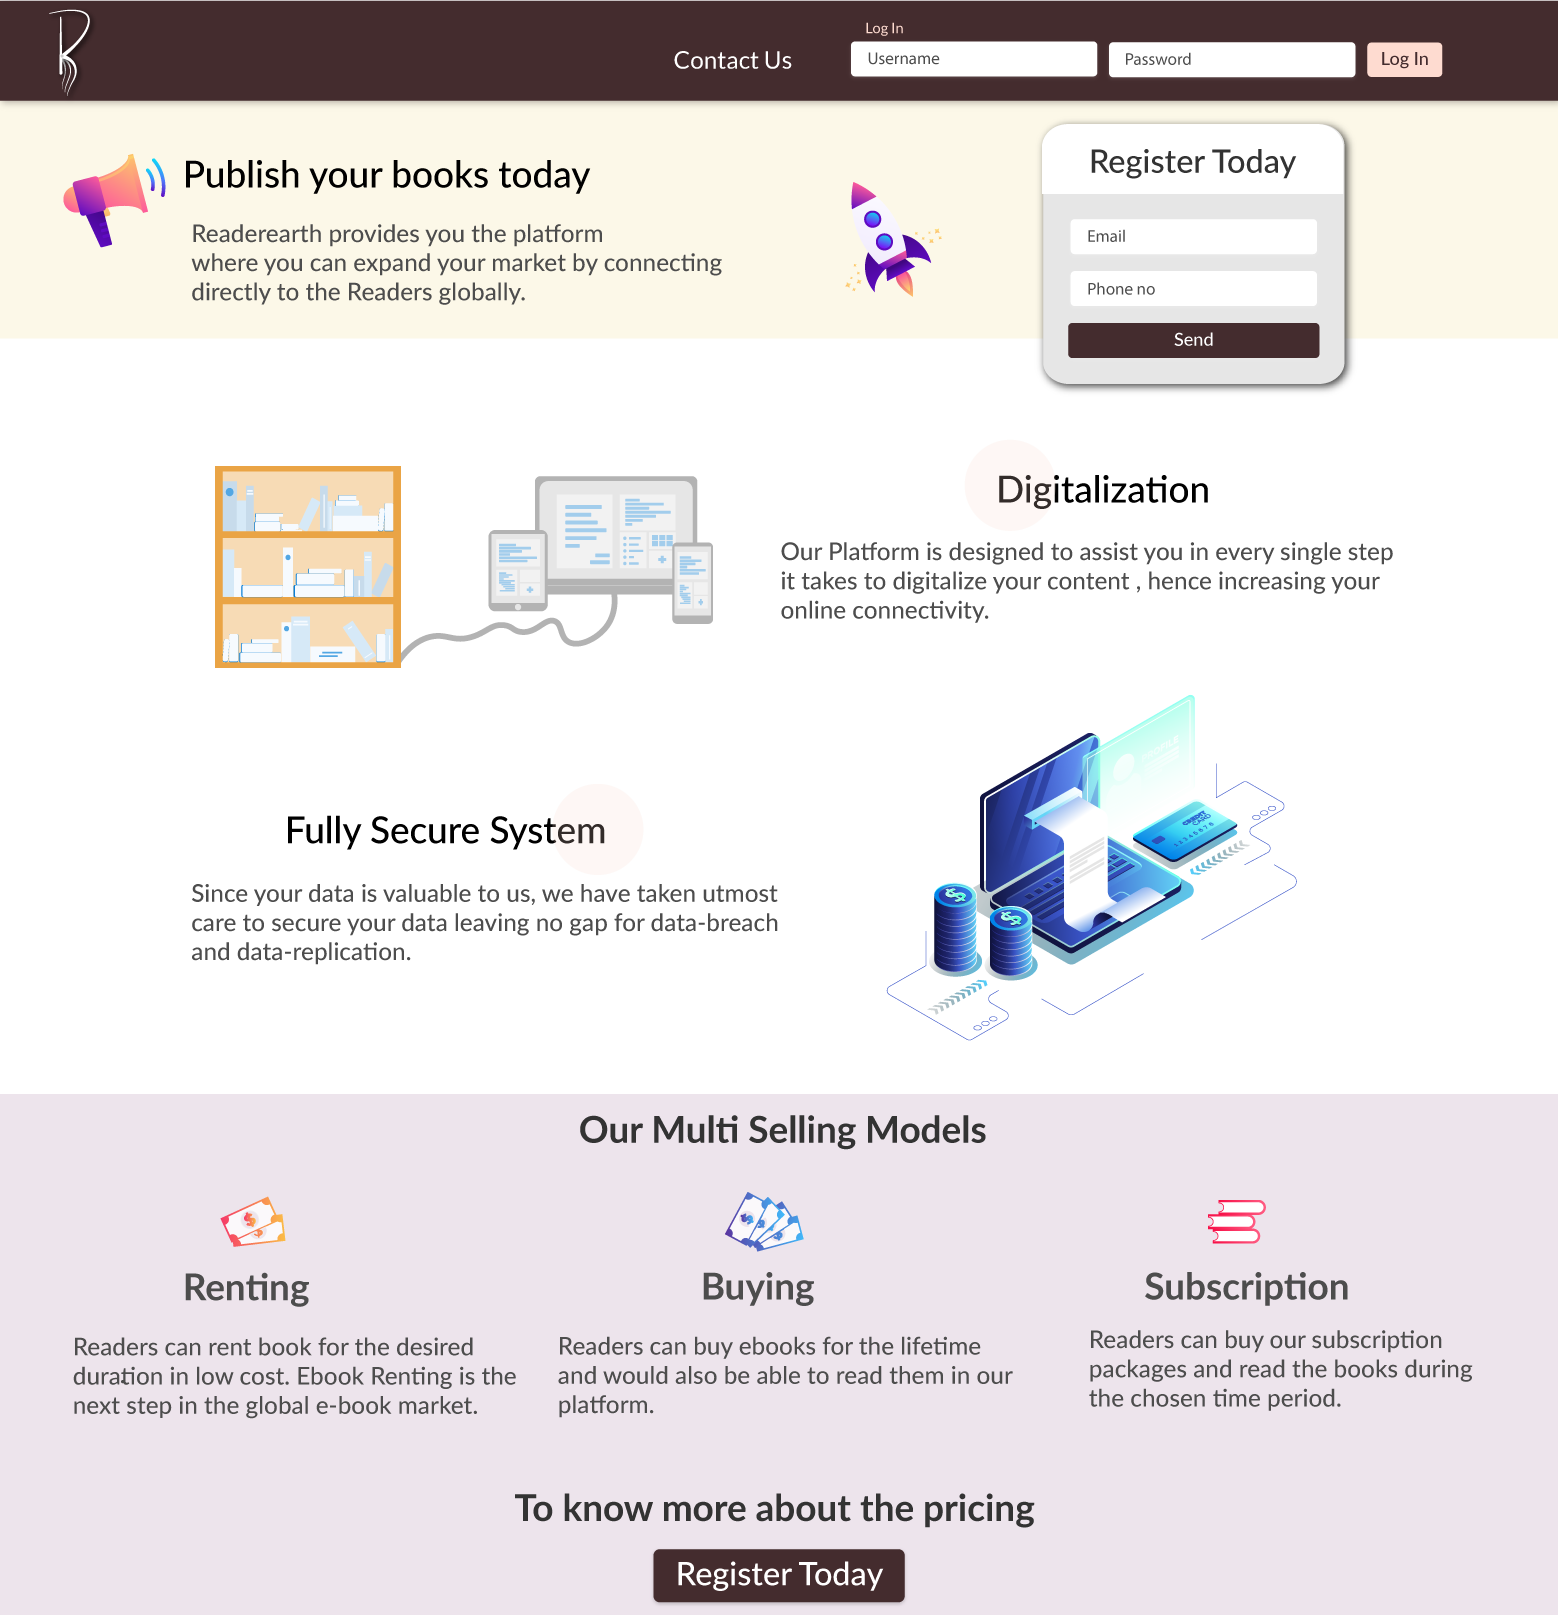 Log In
Contact Us
Username
Password
Log In
Publish your books today
Readerearth provides you the platform
where you can expand your market by connecting
directly to the Readers globally.
Register Today
Email
Phone no
Send
Digitalization
Our Platform is designed to assist you in every single step
it takes to digitalize your content , hence increasing your
online connectivity.
Fully Secure System
Since your data is valuable to us, we have taken utmost
care to secure your data leaving no gap for data-breach
and data-replication.
CREDIT
CARD
12345678
Our Multi Selling Models
Renting
Readers can rent book for the desired
duration in low cost. Ebook Renting is the
next step in the global e-book market.
Buying
Readers can buy ebooks for the lifetime
and would also be able to read them in our
platform.
Subscription
Readers can buy our subscription
packages and read the books during
the chosen time period.
To know more about the pricing
Register Today